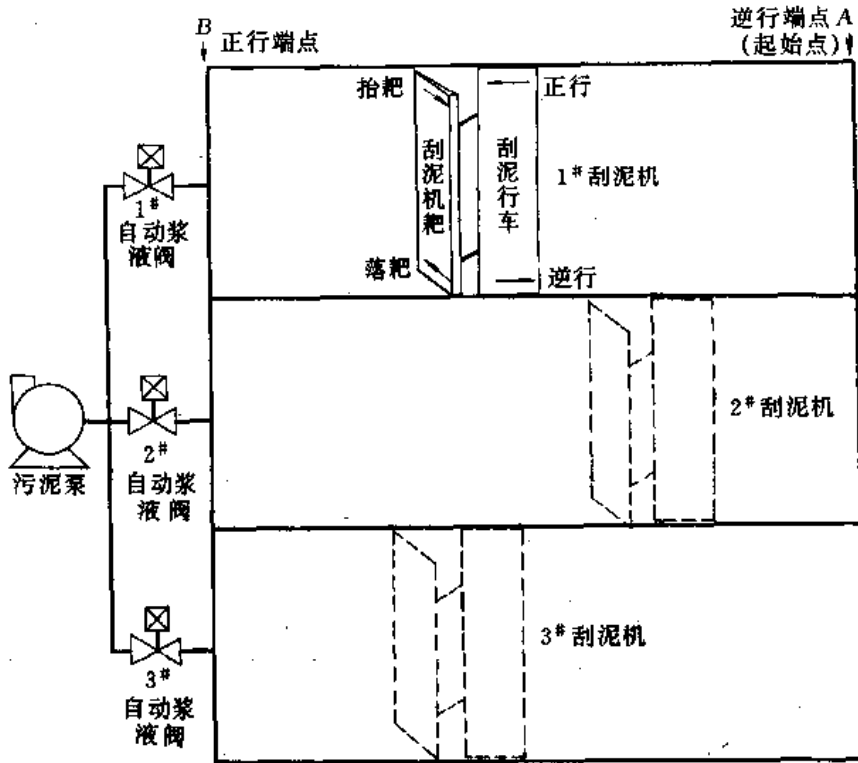 B
正行端点
逆行端点 A
(起始点)
抬耙
正行
刮泥机耙
刮泥行车
1#刮泥机
1#
自动浆
液阀
落耙
逆行
2#刮泥机
2#
自动浆
液阀
污泥泵
3#刮泥机
3#
自动浆
液阀